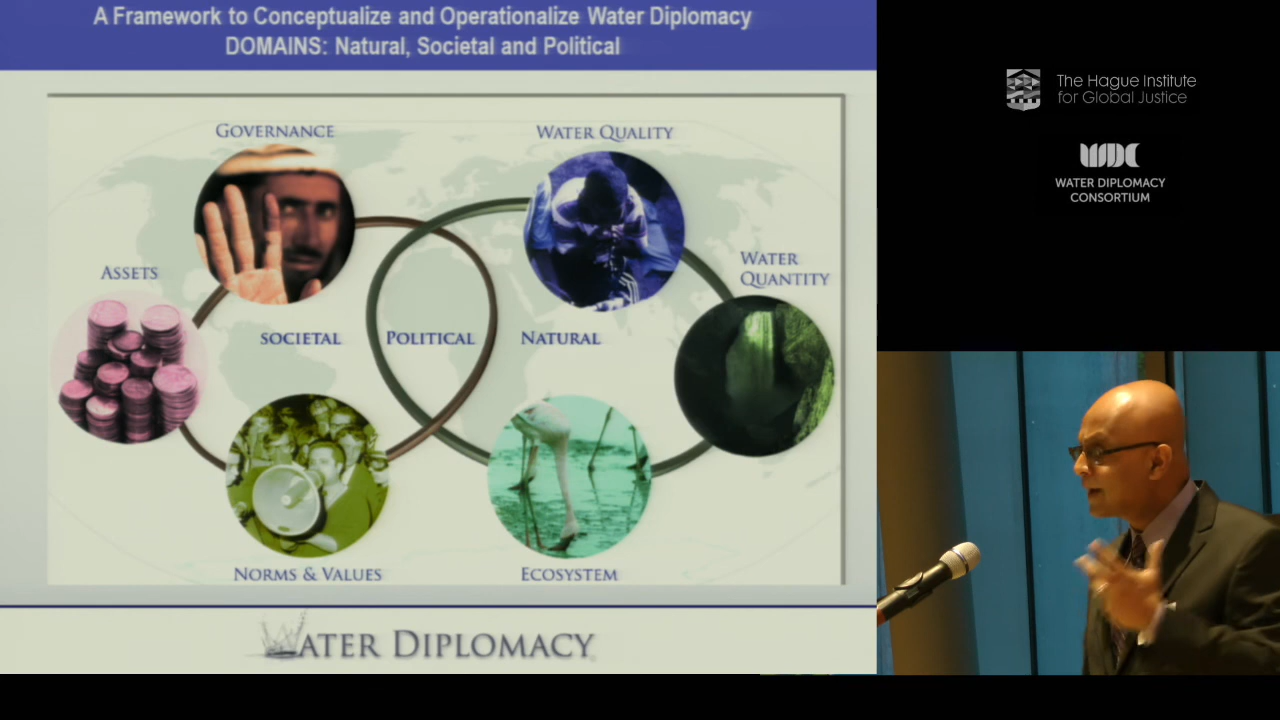 A Framework to Conceptualize and Operationalize Water Diplomacy
DOMAINS: Natural, Societal and Political
GOVERNANCE
WATER QUALITY
ASSETS
WATER
QUANTITY
SOCIETAL
POLITICAL
NATURAL
NORMS & VALUES
ECOSYSTEM
WATER DIPLOMACY
The Hague Institute
for Global Justice
WDC
WATER DIPLOMACY
CONSORTIUM